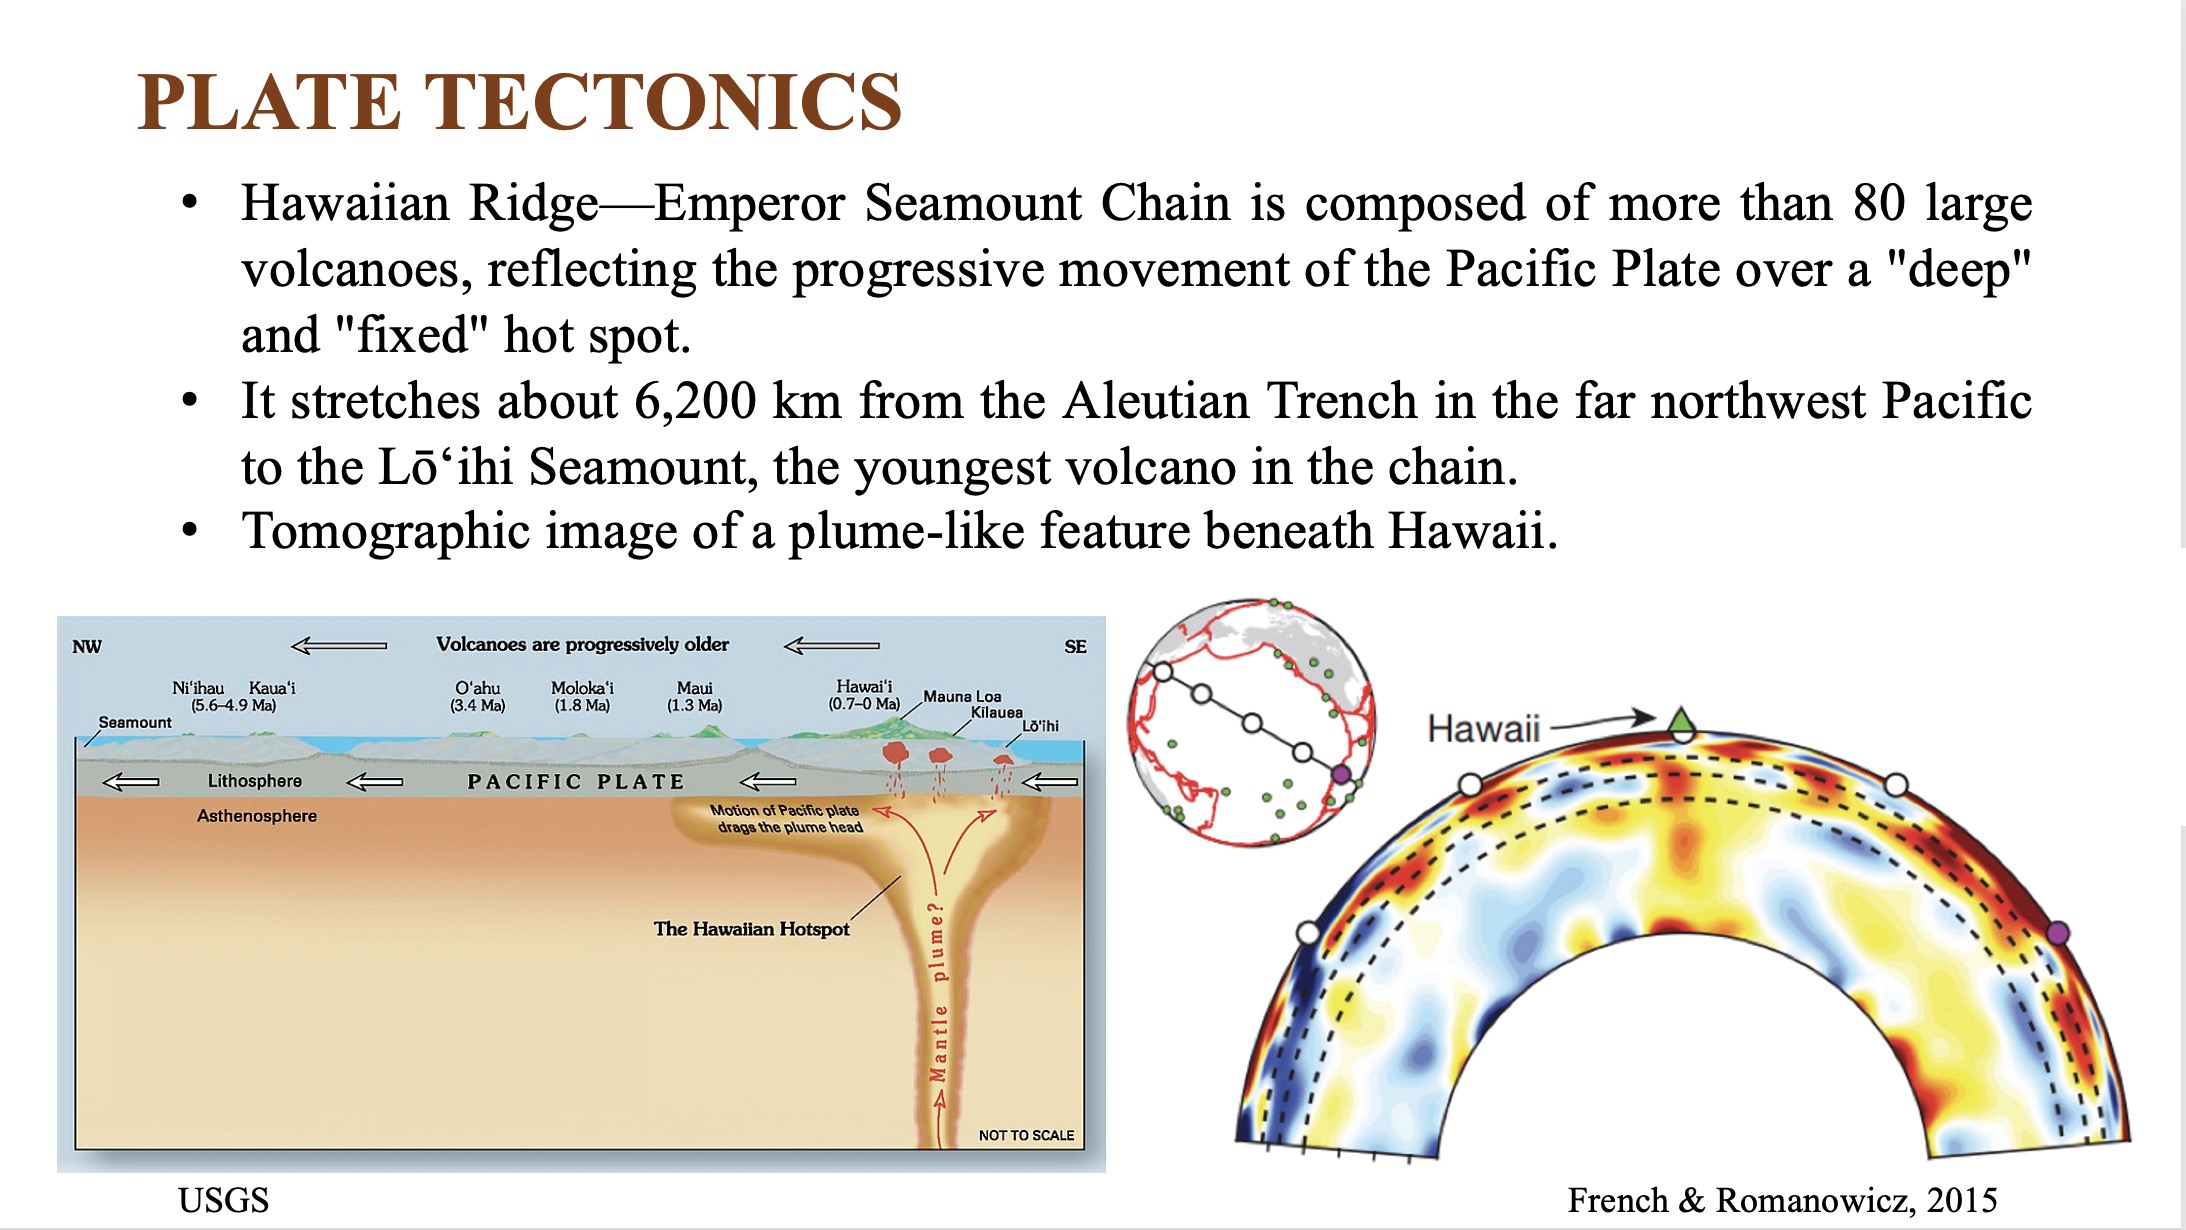 PLATE TECTONICS
• Hawaiian Ridge—Emperor Seamount Chain is composed of more than 80 large
volcanoes, reflecting the progressive movement of the Pacific Plate over a "deep"
and "fixed" hot spot.
• It stretches about 6,200 km from the Aleutian Trench in the far northwest Pacific
to the Lō‘ihi Seamount, the youngest volcano in the chain.
• Tomographic image of a plume-like feature beneath Hawaii.
NW
Volcanoes are progressively older
SE
Ni‘ihau Kaua‘i
(5.6–4.9 Ma)
O‘ahu
(3.4 Ma)
Moloka‘i
(1.8 Ma)
Maui
(1.3 Ma)
Hawai‘i
(0.7–0 Ma)
Mauna Loa
Kilauea
Lō‘ihi
Seamount
Lithosphere
PACIFIC PLATE
Asthenosphere
Motion of Pacific plate
drags the plume head
The Hawaiian Hotspot
Mantle plume?
NOT TO SCALE
USGS
Hawaii
French & Romanowicz, 2015